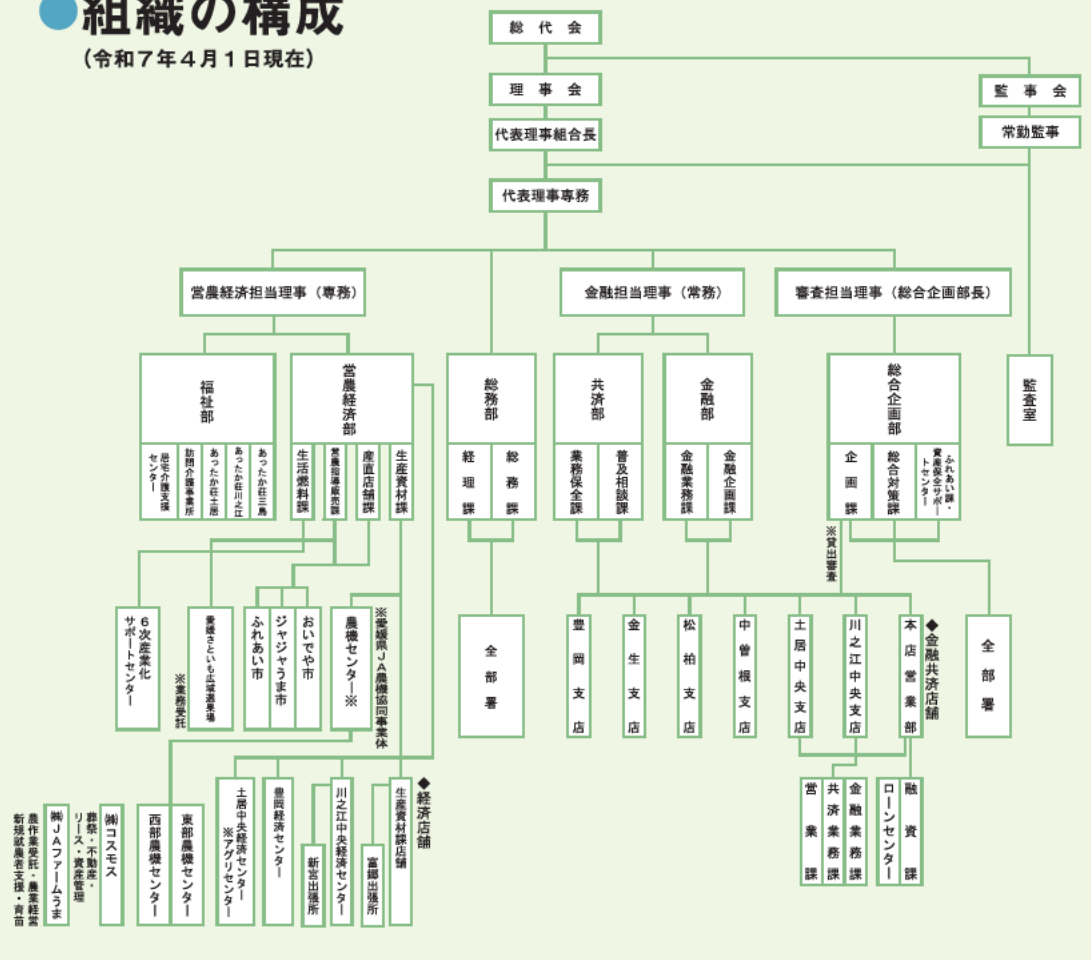 ●組織の構成
(令和7年4月1日現在)
総代会
理事会
監事会
代表理事組合長
常勤監事
代表理事専務
営農経済担当理事(専務)
金融担当理事(常務)
審査担当理事(総合企画部長)
福祉部
営農経済部
総務部
共済部
金融部
総合企画部
監査室
居宅介護支援
センター
訪問介護事業所
あったか荘土居
あったか荘川之江
あったか荘三島
生活燃料課
営農指導販売課
産直店舗課
生産資材課
経理課
総務課
業務保全課
普及相談課
金融業務課
金融企画課
企画課
総合対策課
ふれあい課・
資産保全サポー
トセンター
※貸出審査
6次産業化
サポートセンター
愛媛さといも広域選果場
※業務受託
ふれあい市
ジャジャうま市
おいでや市
農機センター※
※愛媛県JA農機協同事業体
全部署
豊岡支店
金生支店
松柏支店
中曽根支店
土居中央支店
川之江中央支店
本店営業部
◆金融共済店舗
全部署
営業課
共済業務課
金融業務課
ローンセンター
融資課
㈱JAファームうま
農作業受託・農業経営
新規就農者支援・育苗
㈱コスモス
葬祭・不動産・
リース・資産管理
西部農機センター
東部農機センター
土居中央経済センター
※アグリセンター
豊岡経済センター
新宮出張所
川之江中央経済センター
富郷出張所
生産資材課店舗
◆経済店舗